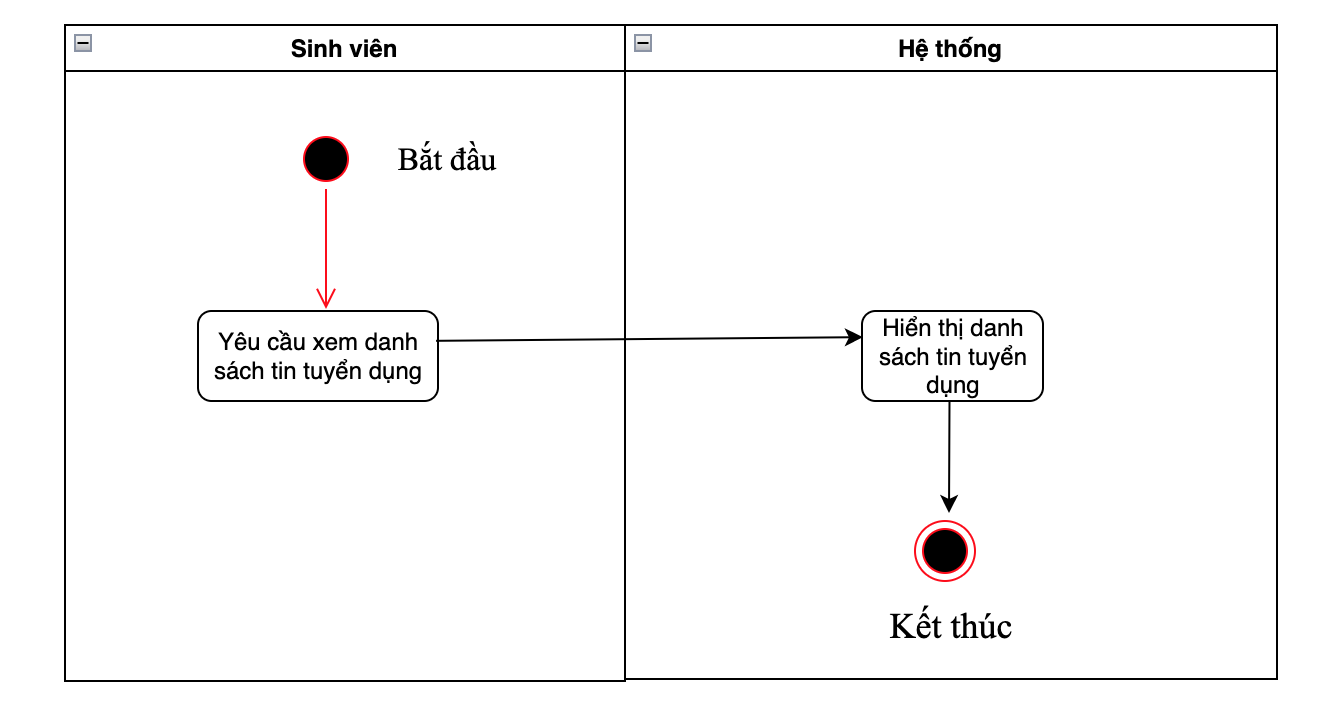 Sinh viên
Hệ thống
Bắt đầu
Yêu cầu xem danh
sách tin tuyển dụng
Hiển thị danh
sách tin tuyển
dụng
Kết thúc